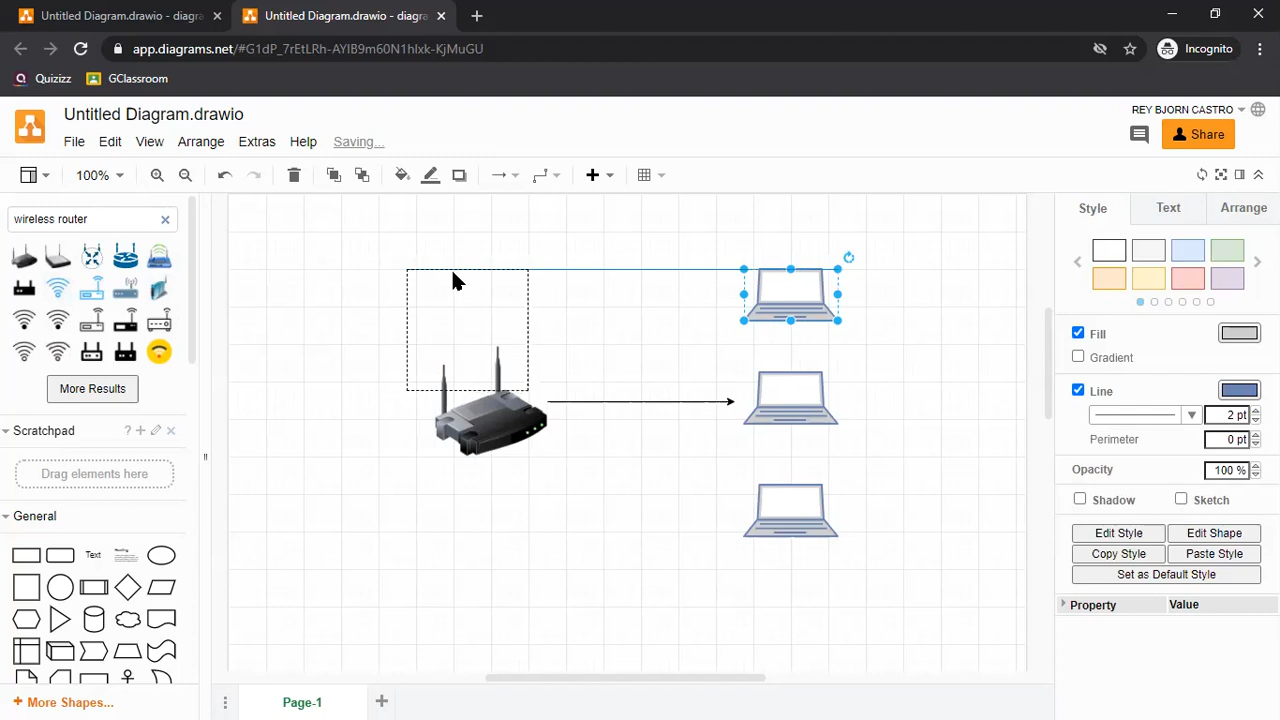 Untitled Diagram.drawio - diagra
Untitled Diagram.drawio - diagra
app.diagrams.net/#G1dP_7rEtLRh-AYIB9m60N1hIxk-KjMuGU
Incognito
Quizizz
GClassroom
Untitled Diagram.drawio
REY BJORN CASTRO
Share
File Edit View Arrange Extras Help Saving...
100%
wireless router
Style Text Arrange
More Results
Scratchpad
?
Drag elements here
General
Text
Fill
Gradient
Line
2 pt
Perimeter
0 pt
Opacity
100 %
Shadow
Sketch
Edit Style
Edit Shape
Copy Style
Paste Style
Set as Default Style
Property
Value
+ More Shapes...
Page-1